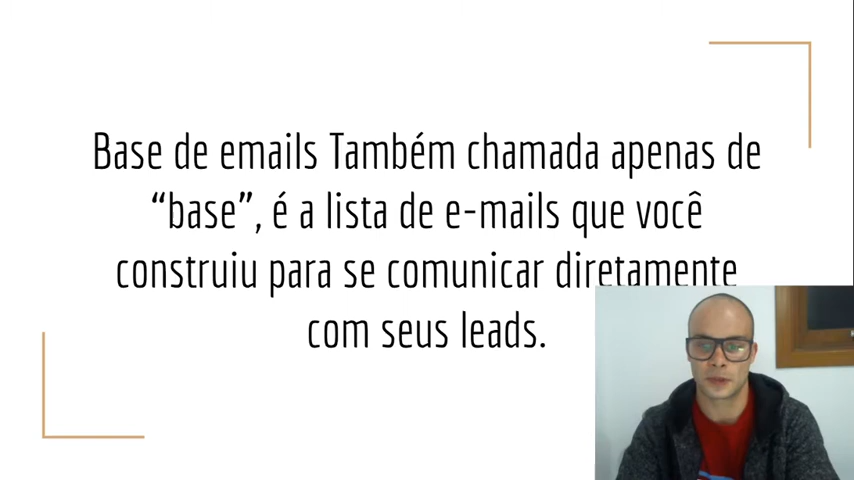 Base de emails Também chamada apenas de
“base”, é a lista de e-mails que você
construiu para se comunicar diretamente
com seus leads.